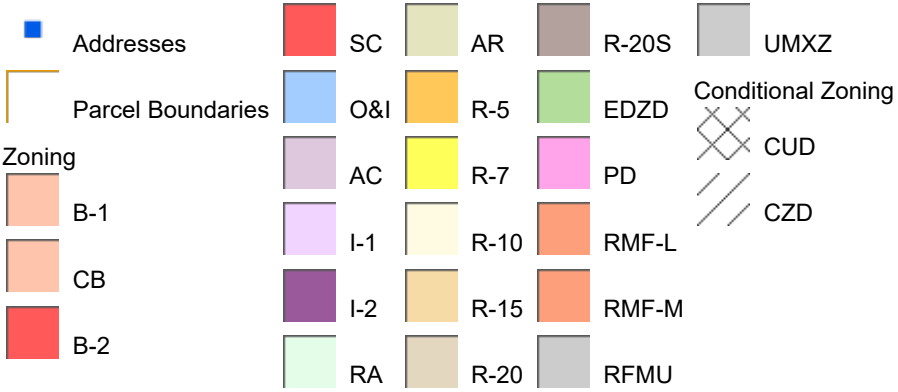 Addresses
Parcel Boundaries
Zoning
B-1
CB
B-2
SC
O&I
AC
I-1
I-2
RA
AR
R-5
R-7
R-10
R-15
R-20
R-20S
EDZD
PD
RMF-L
RMF-M
RFMU
UMXZ
Conditional Zoning
CUD
CZD